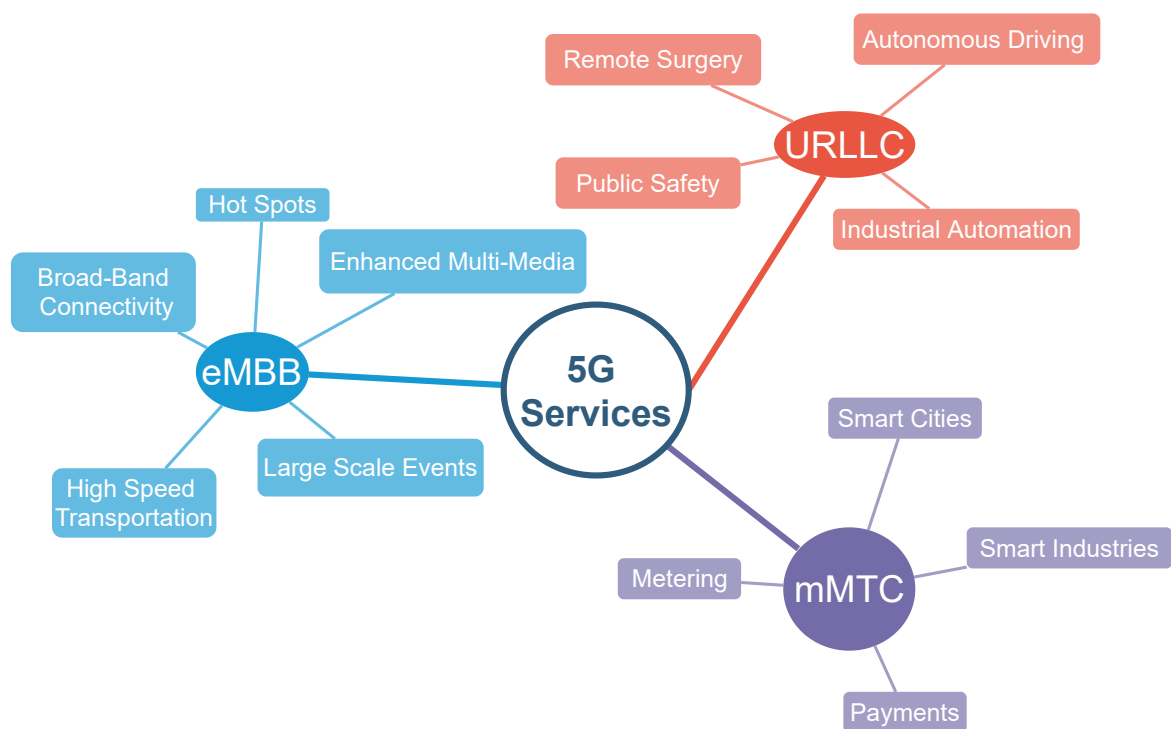 Autonomous Driving
Remote Surgery
URLLC
Public Safety
Industrial Automation
Hot Spots
Enhanced Multi-Media
Broad-Band
Connectivity
eMBB
5G
Services
Large Scale Events
High Speed
Transportation
Smart Cities
Smart Industries
Metering
mMTC
Payments